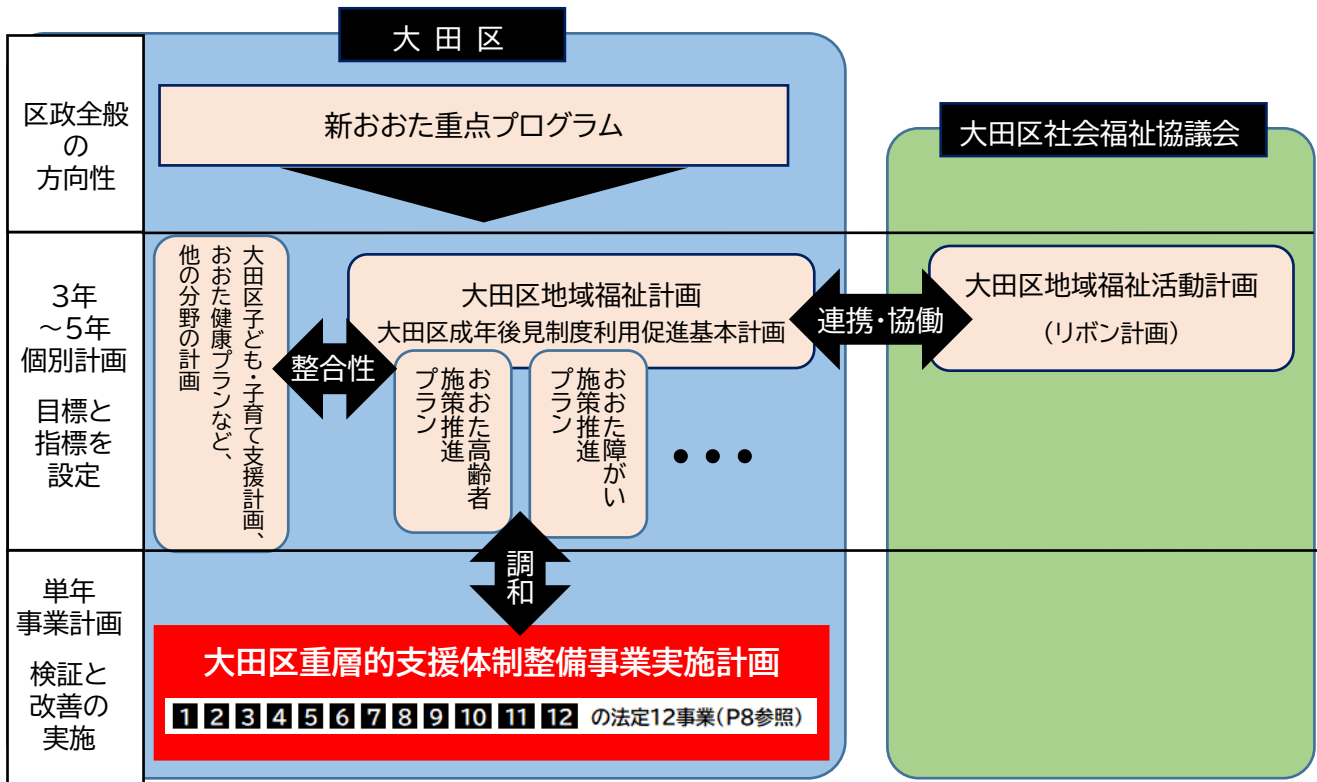 大田区
大田区社会福祉協議会
区政全般
の
方向性
新おおた重点プログラム
3年
～5年
個別計画
目標と
指標を
設定
大田区子ども・子育て支援計画、
おおた健康プランなど、
他の分野の計画
整合性
大田区地域福祉計画
大田区成年後見制度利用促進基本計画
おおた高齢者
施策推進
プラン
おおた障がい
施策推進
プラン
●●●
連携・協働
大田区地域福祉活動計画
（リボン計画）
調和
単年
事業計画
検証と
改善の
実施
大田区重層的支援体制整備事業実施計画
1 2 3 4 5 6 7 8 9 10 11 12 の法定12事業（P8参照）